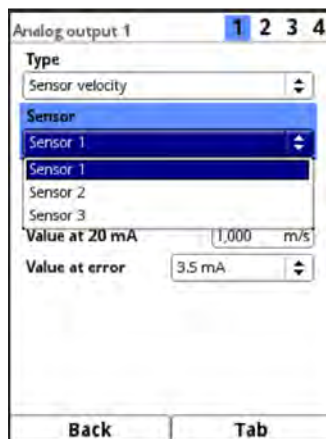 Analog output 1 1 2 3 4
Type
Sensor velocity
Sensor
Sensor 1
Sensor 1
Sensor 2
Sensor 3
Value at 20 mA 1,000 m/s
Value at error 3.5 mA
Back Tab